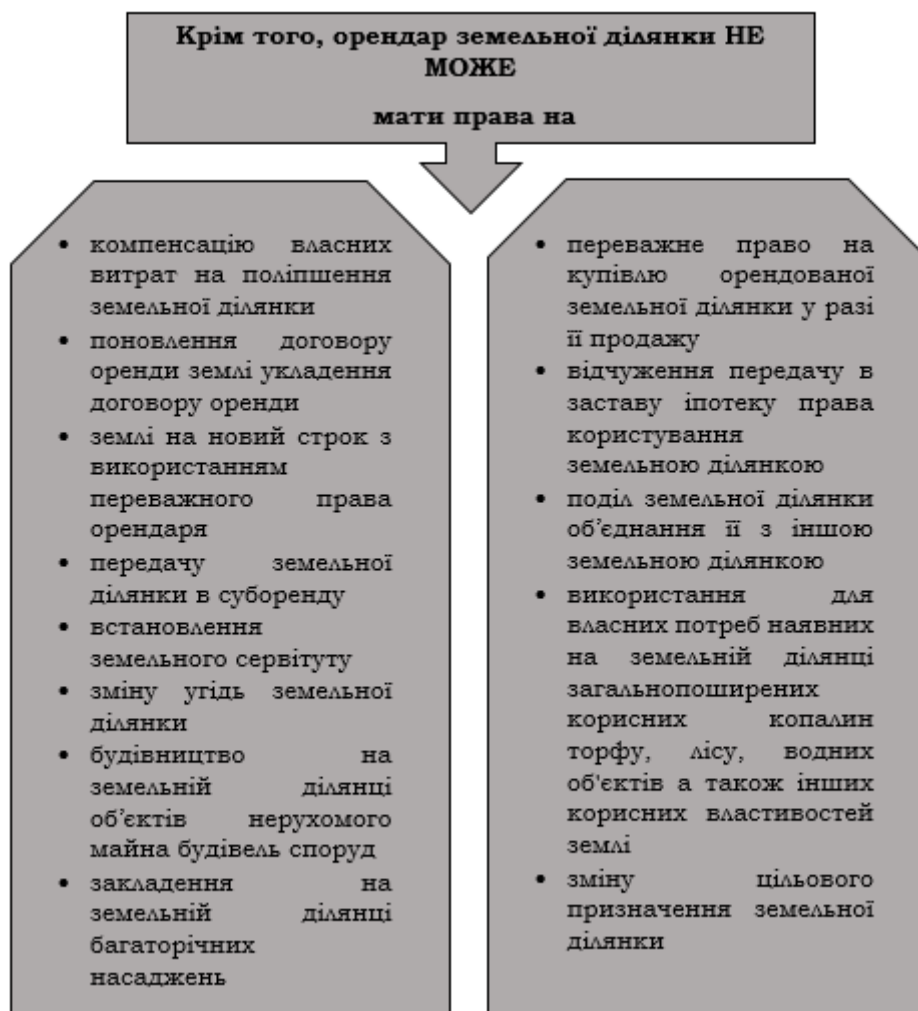 Крім того, орендар земельної ділянки НЕ
МОЖЕ
мати права на
• компенсацію власних
витрат на поліпшення
земельної ділянки
• поновлення договору
оренди землі укладення
договору оренди
• землі на новий строк з
використанням
переважного права
орендаря
• передачу земельної
ділянки в суборенду
• встановлення
земельного сервітуту
• зміну угідь земельної
ділянки
• будівництво на
земельній ділянці
об’єктів нерухомого
майна будівель споруд
• закладення на
земельній ділянці
багаторічних
насаджень
• переважне право на
купівлю орендованої
земельної ділянки у разі
її продажу
• відчуження передачу в
заставу іпотеку права
користування
земельною ділянкою
• поділ земельної ділянки
об’єднання її з іншою
земельною ділянкою
• використання для
власних потреб наявних
на земельній ділянці
загальнопоширених
корисних копалин
торфу, лісу, водних
об'єктів а також інших
корисних властивостей
землі
• зміну цільового
призначення земельної
ділянки